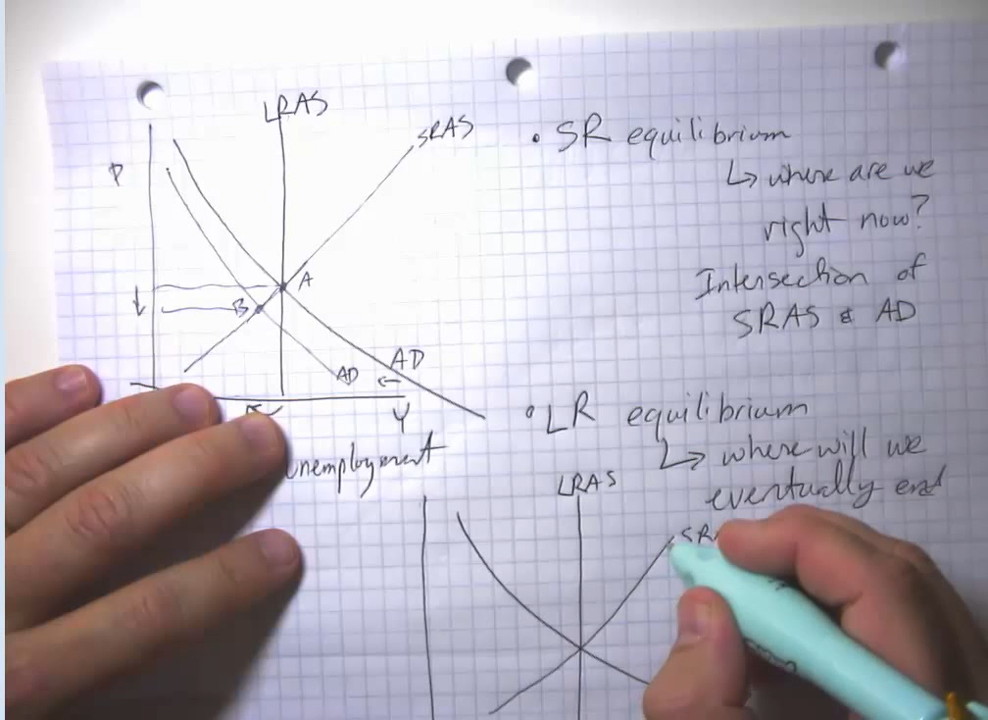 LRAS
SRAS
P
A
B
AD
AD
Y
• SR equilibrium
↳ where are we
right now?
Intersection of
SRAS & AD
• LR equilibrium
↳ where will we
eventually end
LRAS